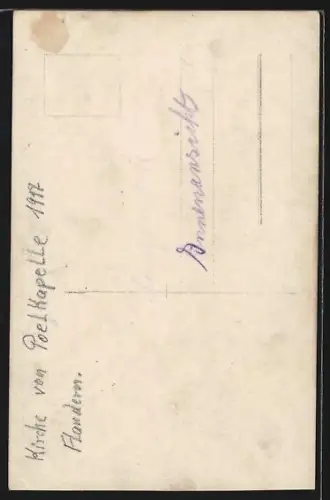 Kirche von Poelkapelle 1917
Flandern.
Innenansicht